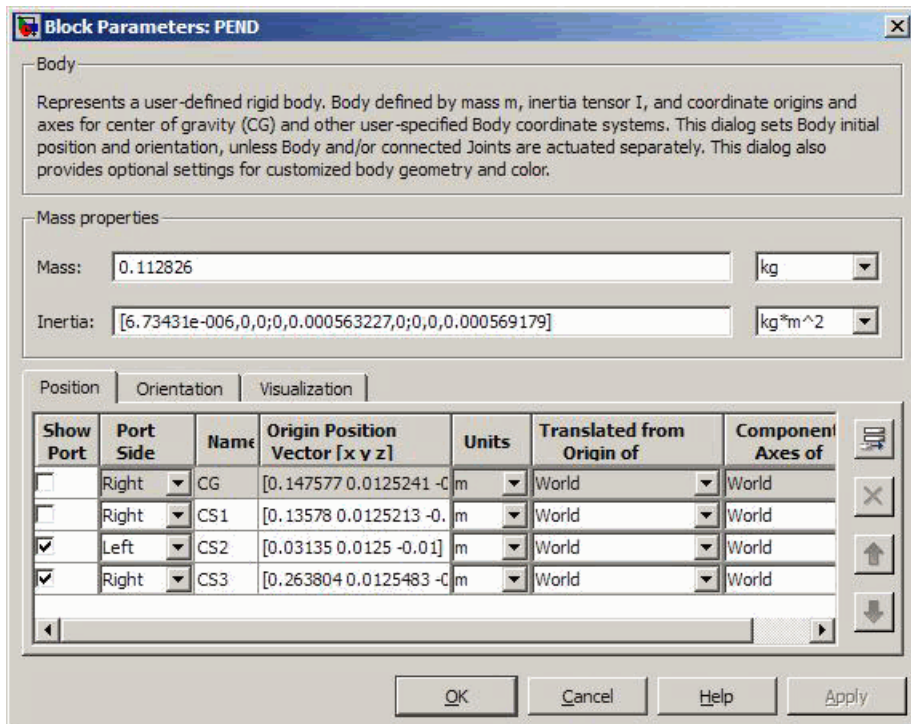 Block Parameters: PEND
Body
Represents a user-defined rigid body. Body defined by mass m, inertia tensor I, and coordinate origins and
axes for center of gravity (CG) and other user-specified Body coordinate systems. This dialog sets Body initial
position and orientation, unless Body and/or connected Joints are actuated separately. This dialog also
provides optional settings for customized body geometry and color.
Mass properties
Mass: 0.112826 kg
Inertia: [6.73431e-006,0,0;0,0.000563227,0;0,0,0.000569179] kg*m^2
Position Orientation Visualization
Show Port Port Side Name Origin Position Vector [x y z] Units Translated from Origin of Component Axes of
Right CG [0.147577 0.0125241 -0 m World World
Right CS1 [0.13578 0.0125213 -0. m World World
Left CS2 [0.03135 0.0125 -0.01] m World World
Right CS3 [0.263804 0.0125483 -0 m World World
OK Cancel Help Apply